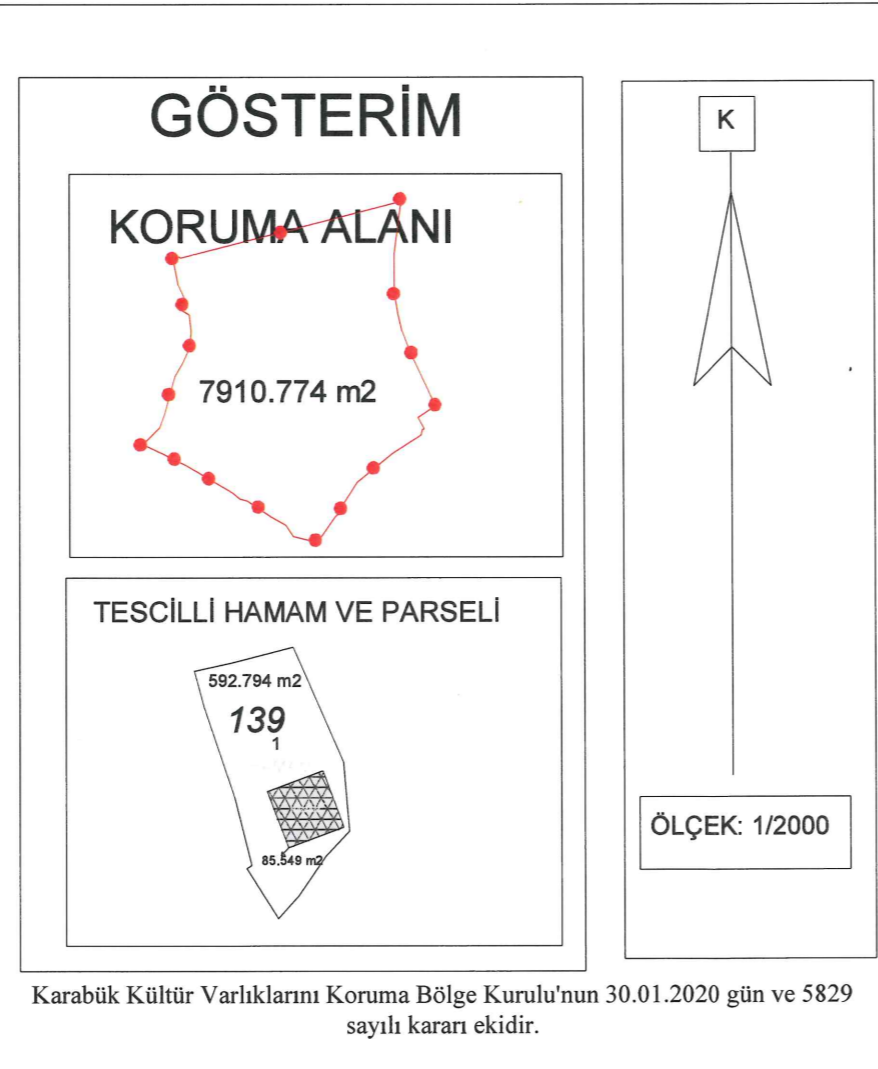 GÖSTERİM
K
KORUMA ALANI
7910.774 m2
TESCİLLİ HAMAM VE PARSELİ
592.794 m2
139
1
85.549 m2
ÖLÇEK: 1/2000
Karabük Kültür Varlıklarını Koruma Bölge Kurulu'nun 30.01.2020 gün ve 5829
sayılı kararı ekidir.